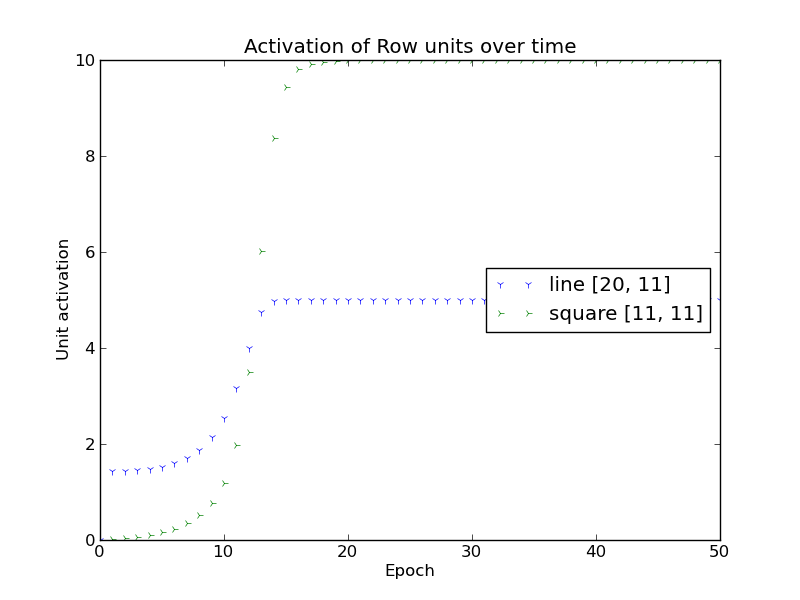 Activation of Row units over time
10
8
6
4
2
0
Unit activation
line [20, 11]
square [11, 11]
0 10 20 30 40 50
Epoch